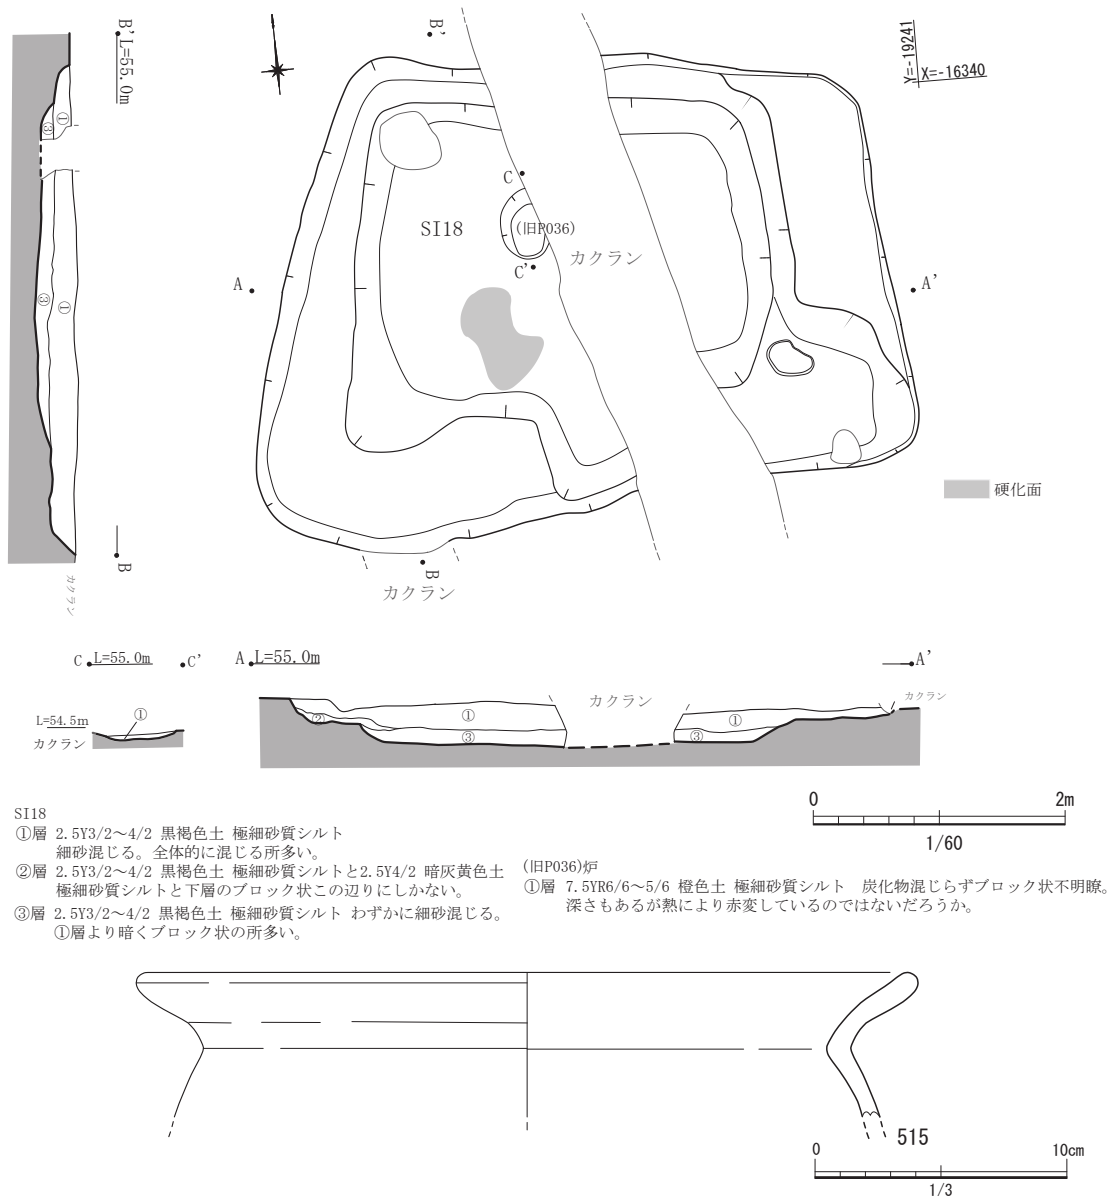 B'
L=55.0m
①
③
③
①
B
カクラン
B'
Y=-19241
X=-16340
C
SI18
(旧P036)
カクラン
C'
A
A'
硬化面
B
カクラン
C L=55.0m C'
A L=55.0m
A'
カクラン
カクラン
L=54.5m
①
カクラン
②
①
③
①
③
SI18
①層 2.5Y3/2～4/2 黒褐色土 極細砂質シルト
細砂混じる。全体的に混じる所多い。
②層 2.5Y3/2～4/2 黒褐色土 極細砂質シルトと2.5Y4/2 暗灰黄色土
極細砂質シルトと下層のブロック状この辺りにしかない。
③層 2.5Y3/2～4/2 黒褐色土 極細砂質シルト わずかに細砂混じる。
①層より暗くブロック状の所多い。
0 2m
1/60
(旧P036)炉
①層 7.5YR6/6～5/6 橙色土 極細砂質シルト 炭化物混じらずブロック状不明瞭。
深さもあるが熱により赤変しているのではないだろうか。
515
0 10cm
1/3